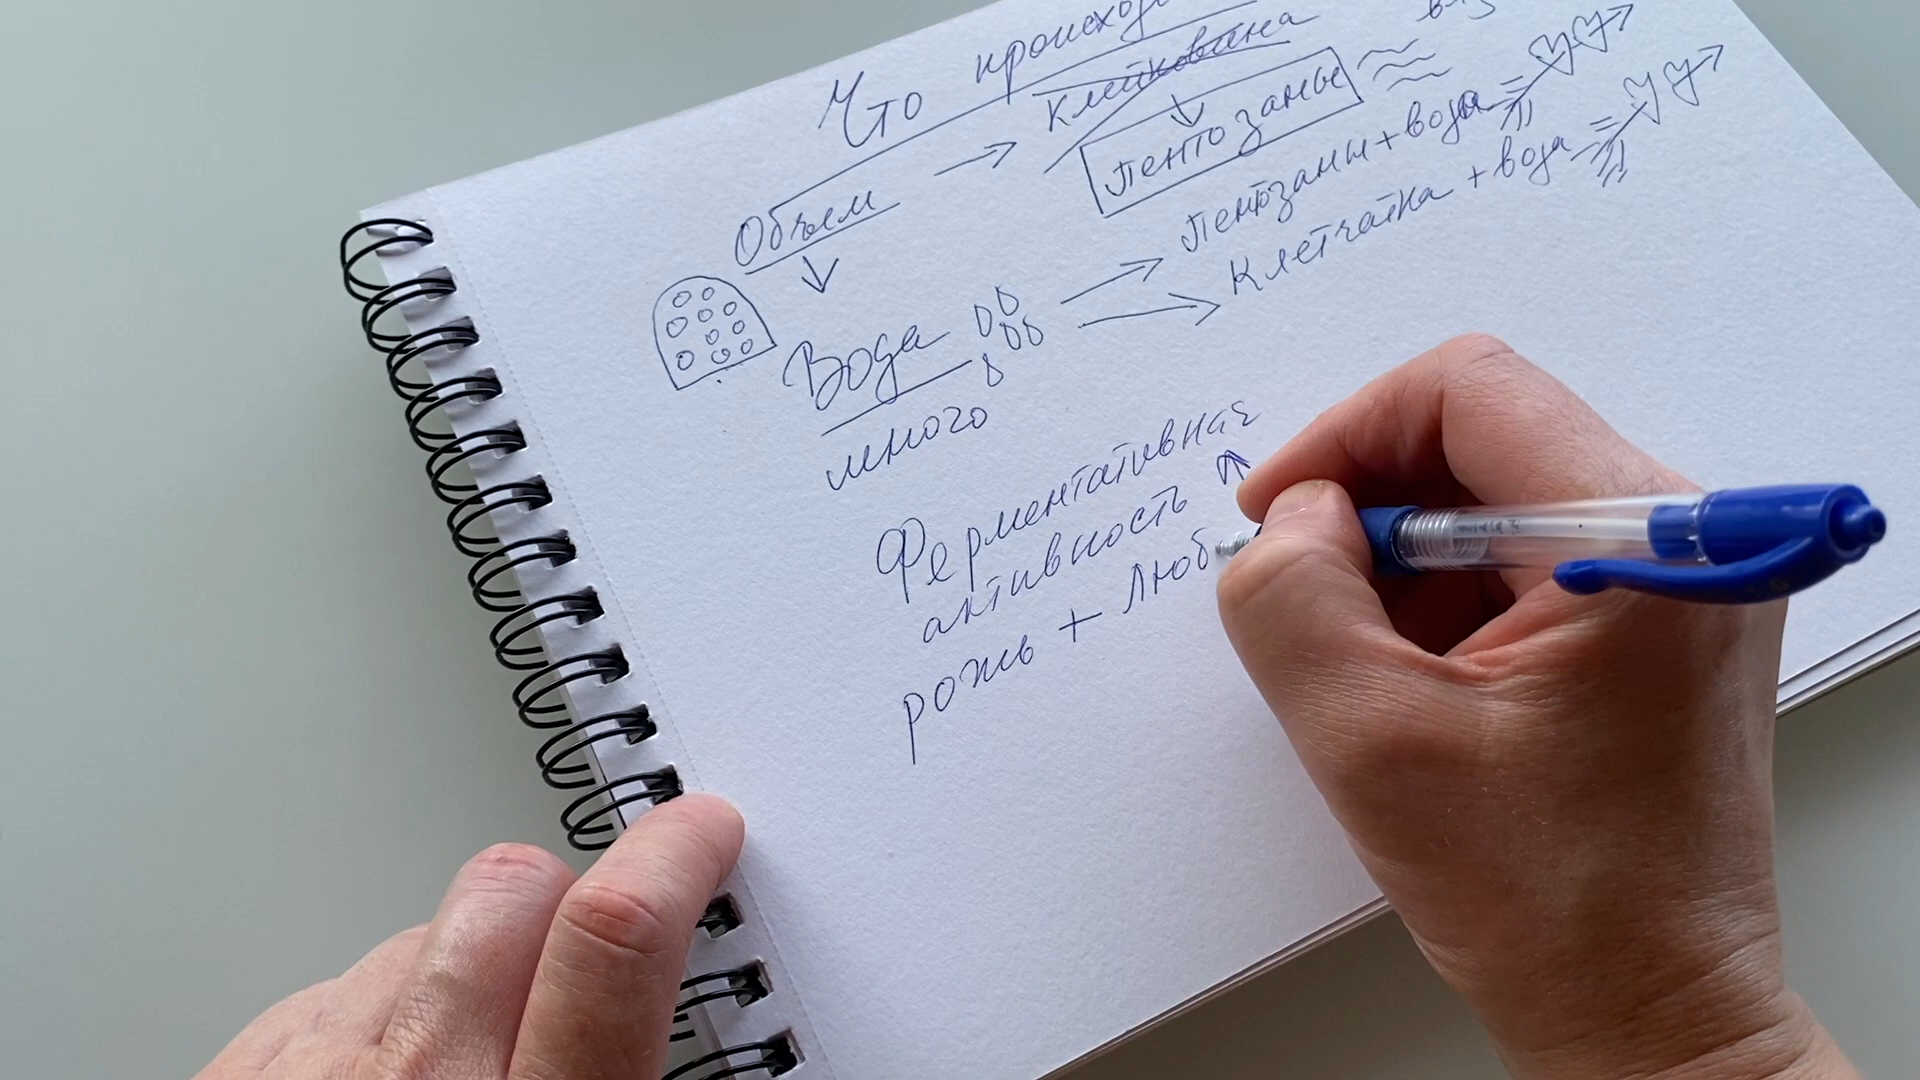 Что происход
Клейковина
Объем
Пентозаны
Пентозаны + вода
Клетчатка + вода
Вода
много
Ферментативная
активность
рожь + Люб